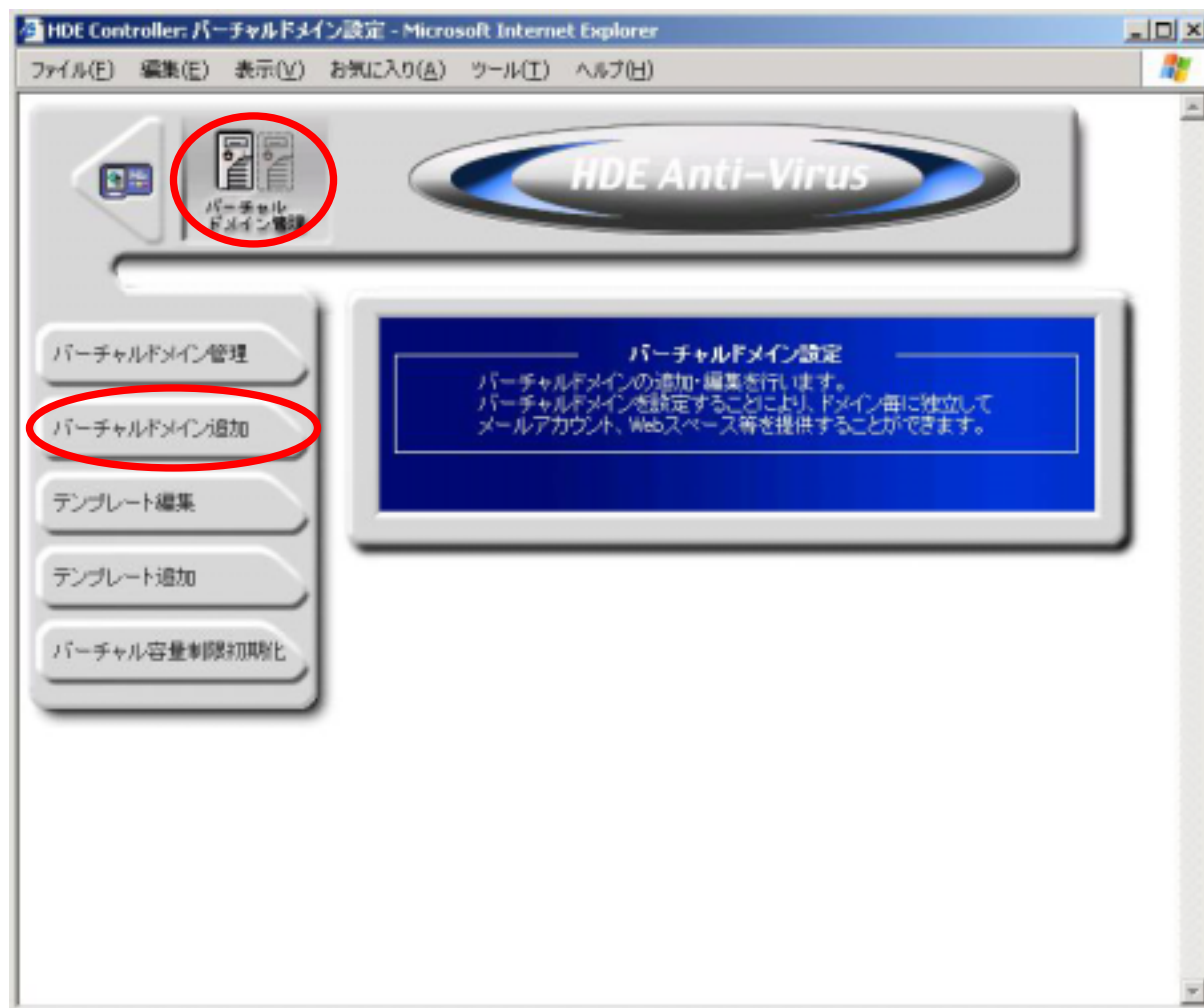 HDE Controller: バーチャルドメイン設定 - Microsoft Internet Explorer
ファイル(F) 編集(E) 表示(V) お気に入り(A) ツール(T) ヘルプ(H)
バーチャル
ドメイン管理
HDE Anti-Virus
バーチャルドメイン管理
バーチャルドメイン追加
テンプレート編集
テンプレート追加
バーチャル容量制限初期化
バーチャルドメイン設定
バーチャルドメインの追加・編集を行います。
バーチャルドメインを設定することにより、ドメイン毎に独立して
メールアカウント、Webスペース等を提供することができます。